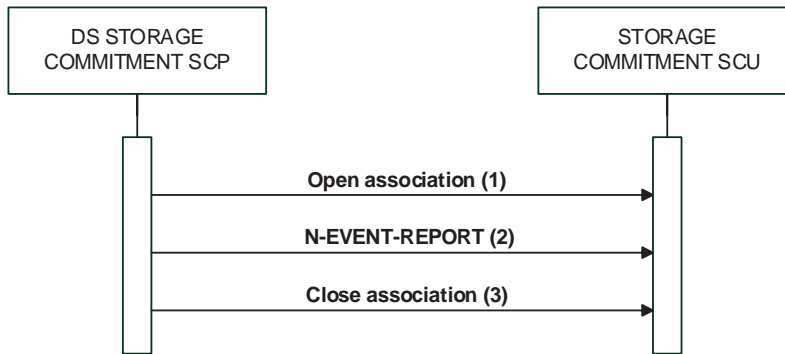 DS STORAGE
COMMITMENT SCP
STORAGE
COMMITMENT SCU
Open association (1)
N-EVENT-REPORT (2)
Close association (3)